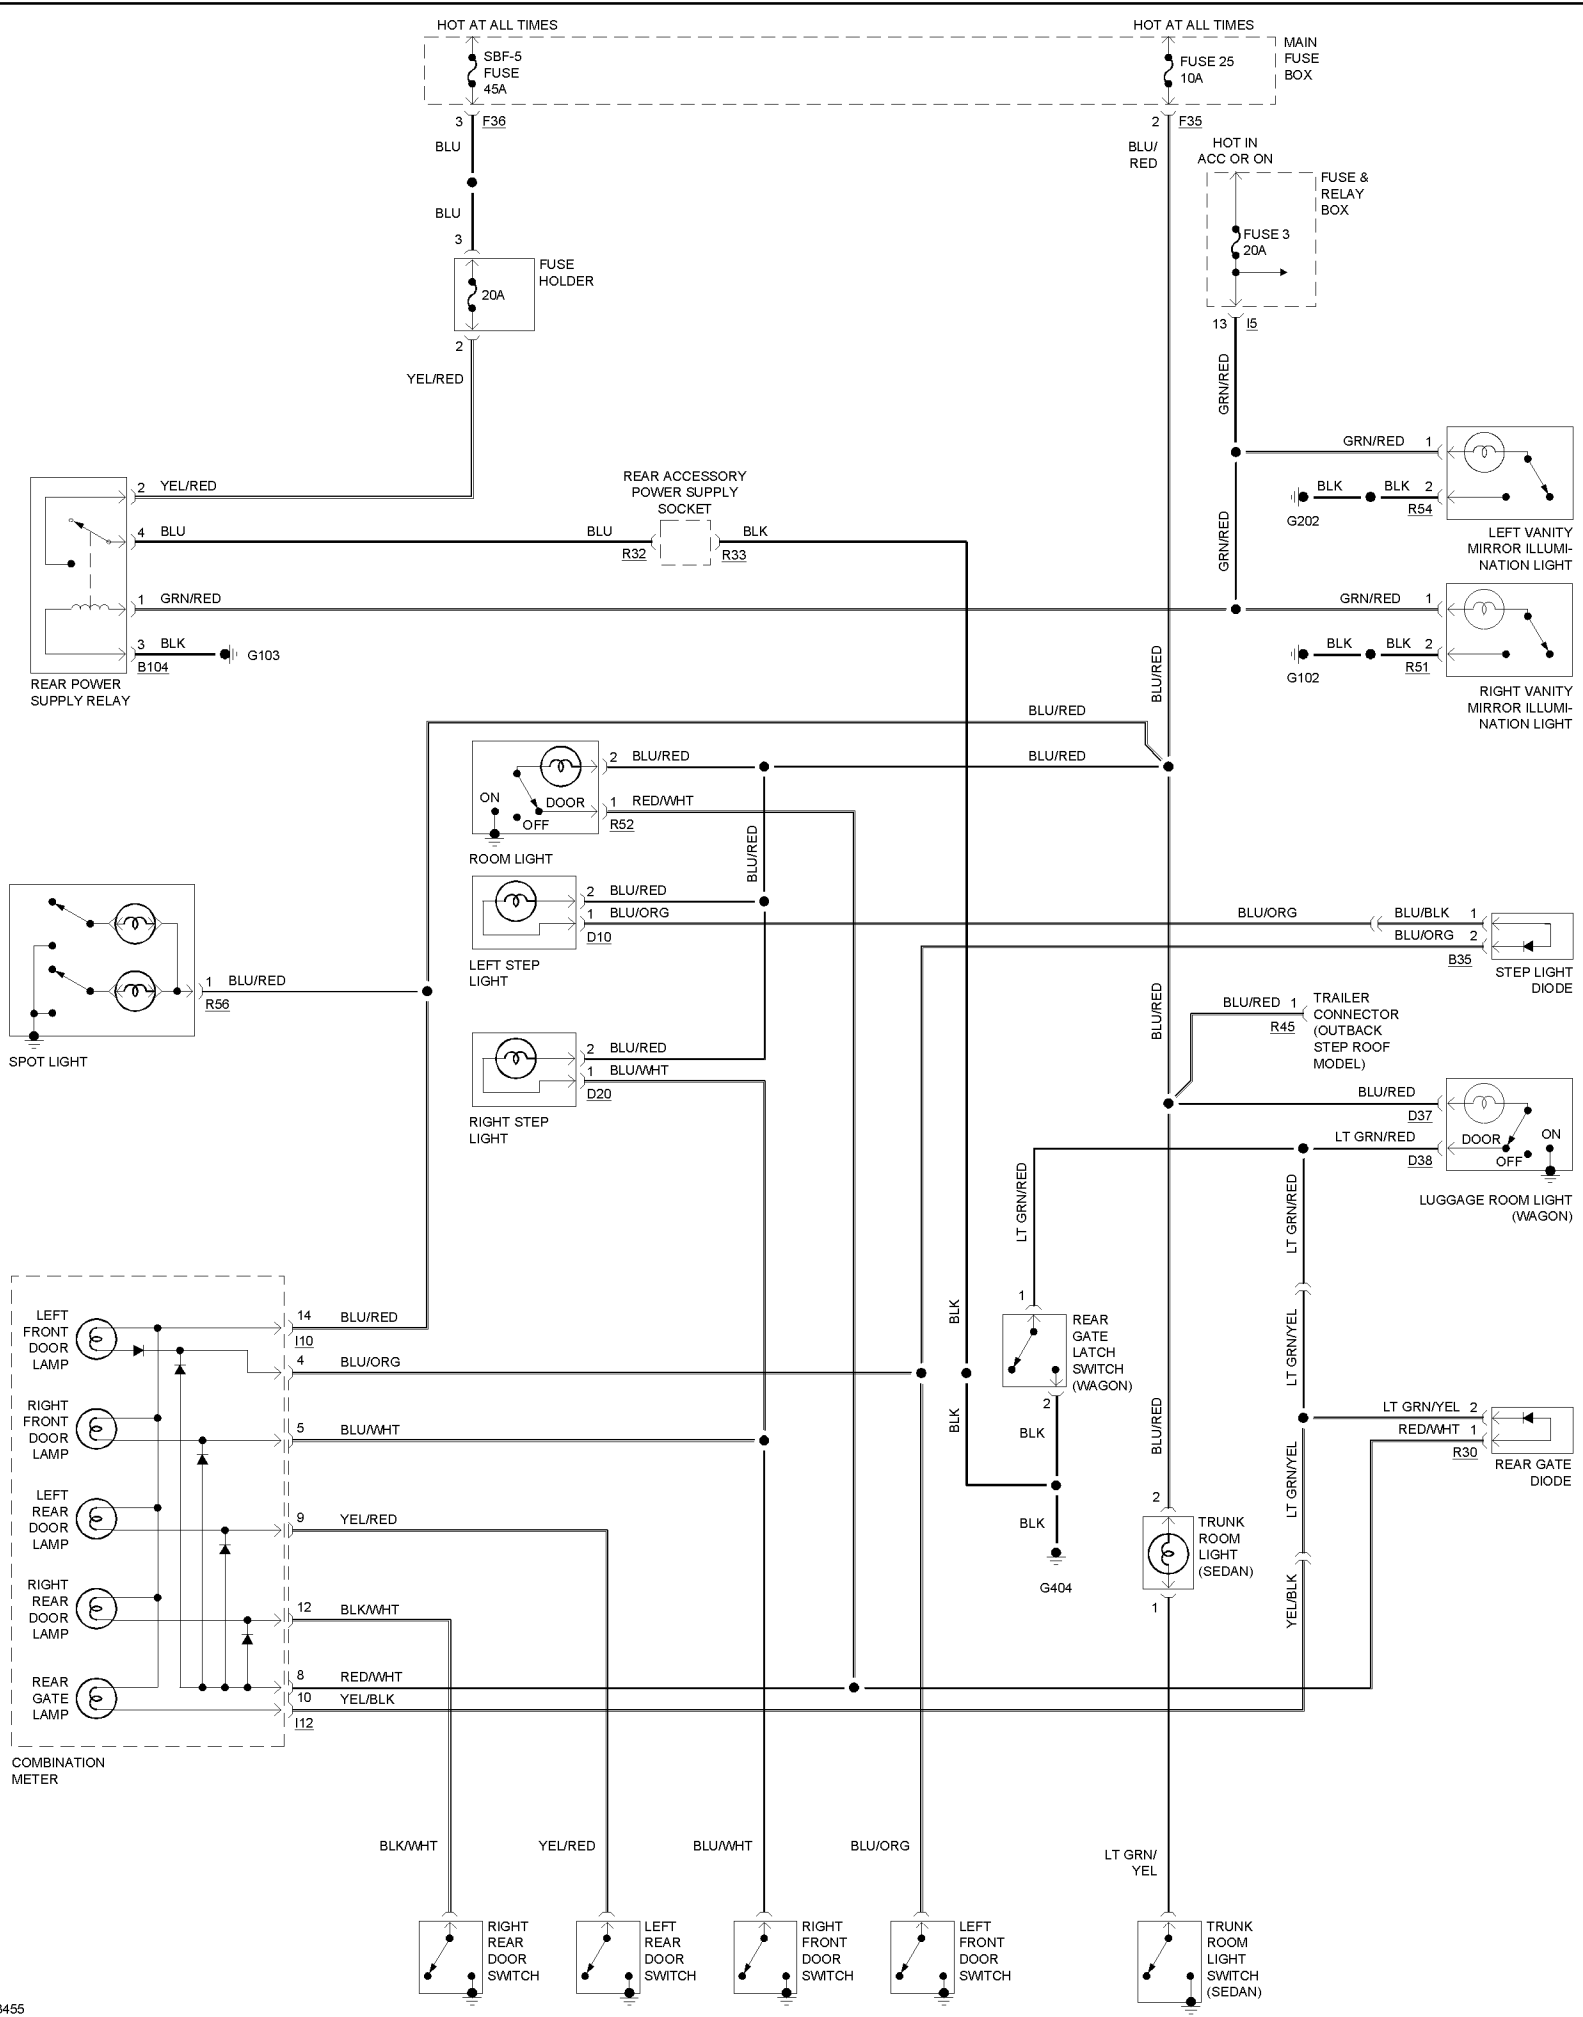 HOT AT ALL TIMES
HOT AT ALL TIMES
SBF-5
FUSE
45A
FUSE 25
10A
MAIN
FUSE
BOX
3 F36
2 F35
BLU
BLU/
RED
HOT IN
ACC OR ON
FUSE &
RELAY
BOX
BLU
3
FUSE 3
20A
FUSE
HOLDER
20A
13 I5
2
YEL/RED
GRN/RED
GRN/RED 1
BLK BLK 2
G202
R54
LEFT VANITY
MIRROR ILLUMI-
NATION LIGHT
2 YEL/RED
REAR ACCESSORY
POWER SUPPLY
SOCKET
4 BLU
BLU
BLK
R32
R33
GRN/RED
1 GRN/RED
GRN/RED 1
3 BLK
B104
G103
REAR POWER
SUPPLY RELAY
BLK BLK 2
G102
R51
RIGHT VANITY
MIRROR ILLUMI-
NATION LIGHT
BLU/RED
BLU/RED
2 BLU/RED
BLU/RED
ON
DOOR
OFF
1 RED/WHT
R52
ROOM LIGHT
BLU/RED
2 BLU/RED
1 BLU/ORG
D10
LEFT STEP
LIGHT
BLU/ORG
BLU/BLK 1
BLU/ORG 2
B35
STEP LIGHT
DIODE
1 BLU/RED
R56
SPOT LIGHT
BLU/RED
BLU/RED 1
R45
TRAILER
CONNECTOR
(OUTBACK
STEP ROOF
MODEL)
2 BLU/RED
1 BLU/WHT
D20
RIGHT STEP
LIGHT
BLU/RED
D37
LT GRN/RED
D38
DOOR
OFF
ON
LUGGAGE ROOM LIGHT
(WAGON)
LT GRN/RED
LT GRN/RED
1
REAR
GATE
LATCH
SWITCH
(WAGON)
2
BLK
BLK
BLK
BLK
G404
LT GRN/YEL
LT GRN/YEL
YEL/BLK
LT GRN/YEL 2
RED/WHT 1
R30
REAR GATE
DIODE
BLU/RED
2
TRUNK
ROOM
LIGHT
(SEDAN)
1
LEFT
FRONT
DOOR
LAMP
14 BLU/RED
I10
4 BLU/ORG
RIGHT
FRONT
DOOR
LAMP
5 BLU/WHT
LEFT
REAR
DOOR
LAMP
9 YEL/RED
RIGHT
REAR
DOOR
LAMP
12 BLK/WHT
REAR
GATE
LAMP
8 RED/WHT
10 YEL/BLK
I12
COMBINATION
METER
BLK/WHT
YEL/RED
BLU/WHT
BLU/ORG
LT GRN/
YEL
RIGHT
REAR
DOOR
SWITCH
LEFT
REAR
DOOR
SWITCH
RIGHT
FRONT
DOOR
SWITCH
LEFT
FRONT
DOOR
SWITCH
TRUNK
ROOM
LIGHT
SWITCH
(SEDAN)